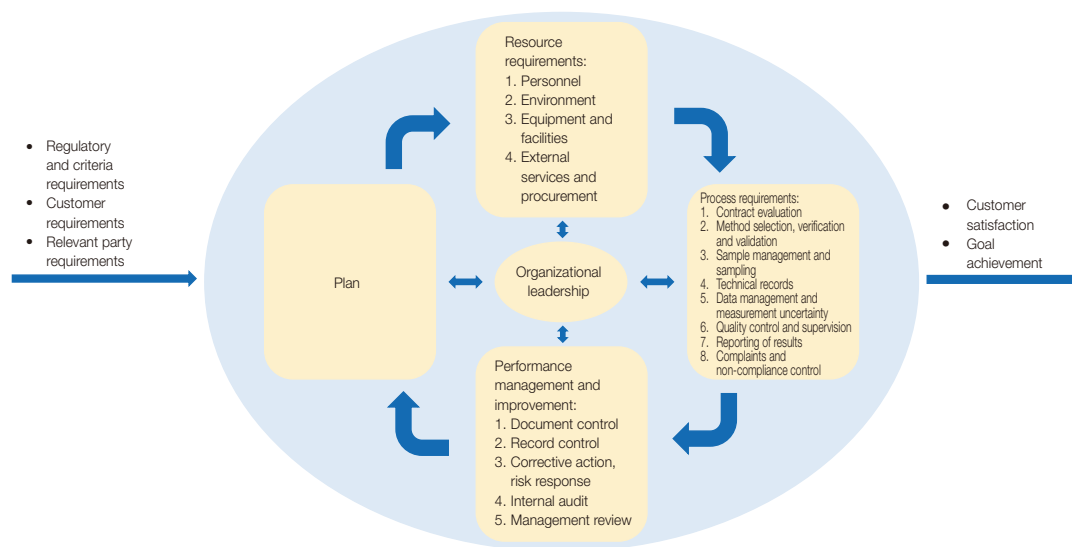 • Regulatory
and criteria
requirements
• Customer
requirements
• Relevant party
requirements
Resource
requirements:
1. Personnel
2. Environment
3. Equipment and
facilities
4. External
services and
procurement
Plan
Organizational
leadership
Process requirements:
1. Contract evaluation
2. Method selection, verification
and validation
3. Sample management and
sampling
4. Technical records
5. Data management and
measurement uncertainty
6. Quality control and supervision
7. Reporting of results
8. Complaints and
non-compliance control
Performance
management and
improvement:
1. Document control
2. Record control
3. Corrective action,
risk response
4. Internal audit
5. Management review
• Customer
satisfaction
• Goal
achievement